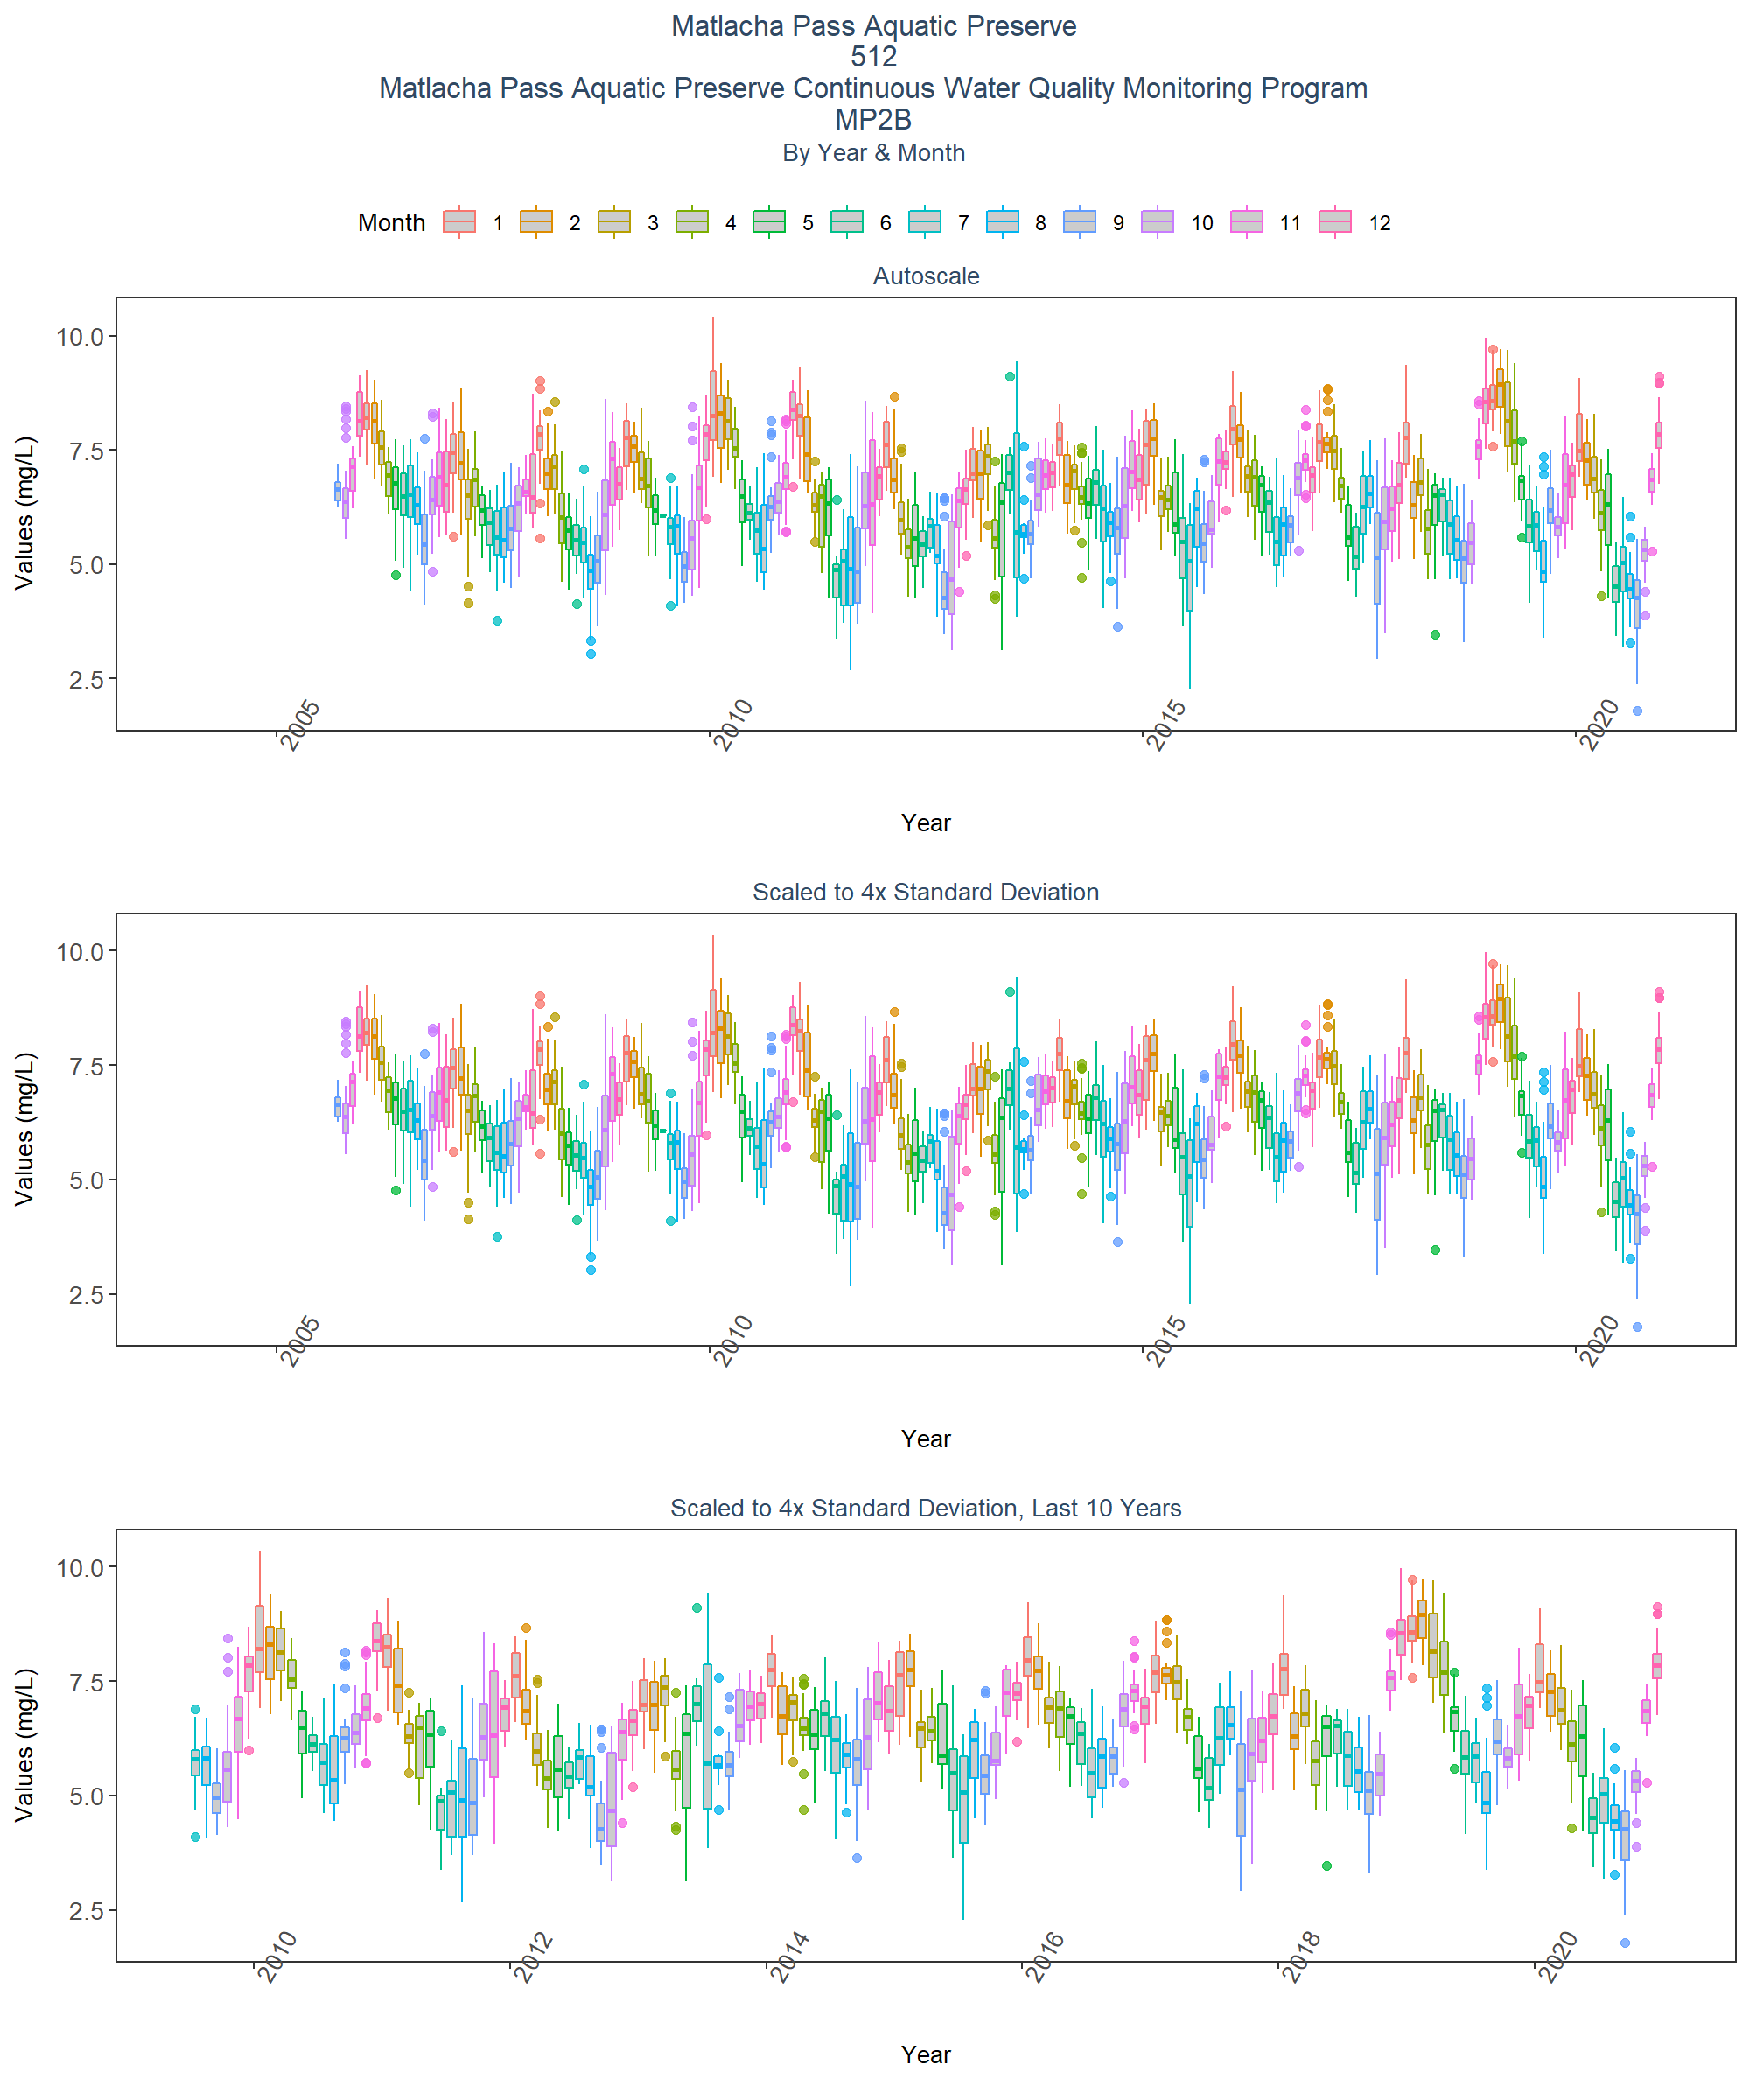 Matlacha Pass Aquatic Preserve
512
Matlacha Pass Aquatic Preserve Continuous Water Quality Monitoring Program
MP2B
By Year & Month
Month 1 2 3 4 5 6 7 8 9 10 11 12
Autoscale
Values (mg/L)
10.0
7.5
5.0
2.5
2005 2010 2015 2020
Year
Scaled to 4x Standard Deviation
Values (mg/L)
10.0
7.5
5.0
2.5
2005 2010 2015 2020
Year
Scaled to 4x Standard Deviation, Last 10 Years
Values (mg/L)
10.0
7.5
5.0
2.5
2010 2012 2014 2016 2018 2020
Year